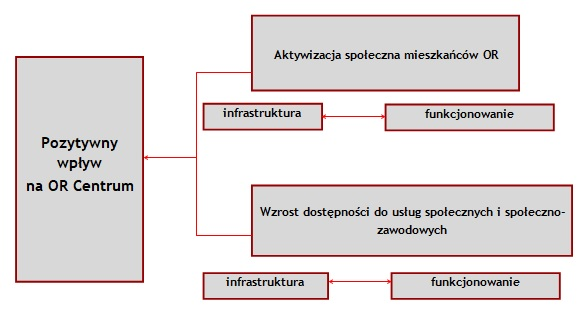 Pozytywny
wpływ
na OR Centrum
Aktywizacja społeczna mieszkańców OR
infrastruktura
funkcjonowanie
Wzrost dostępności do usług społecznych i społeczno-
zawodowych
infrastruktura
funkcjonowanie